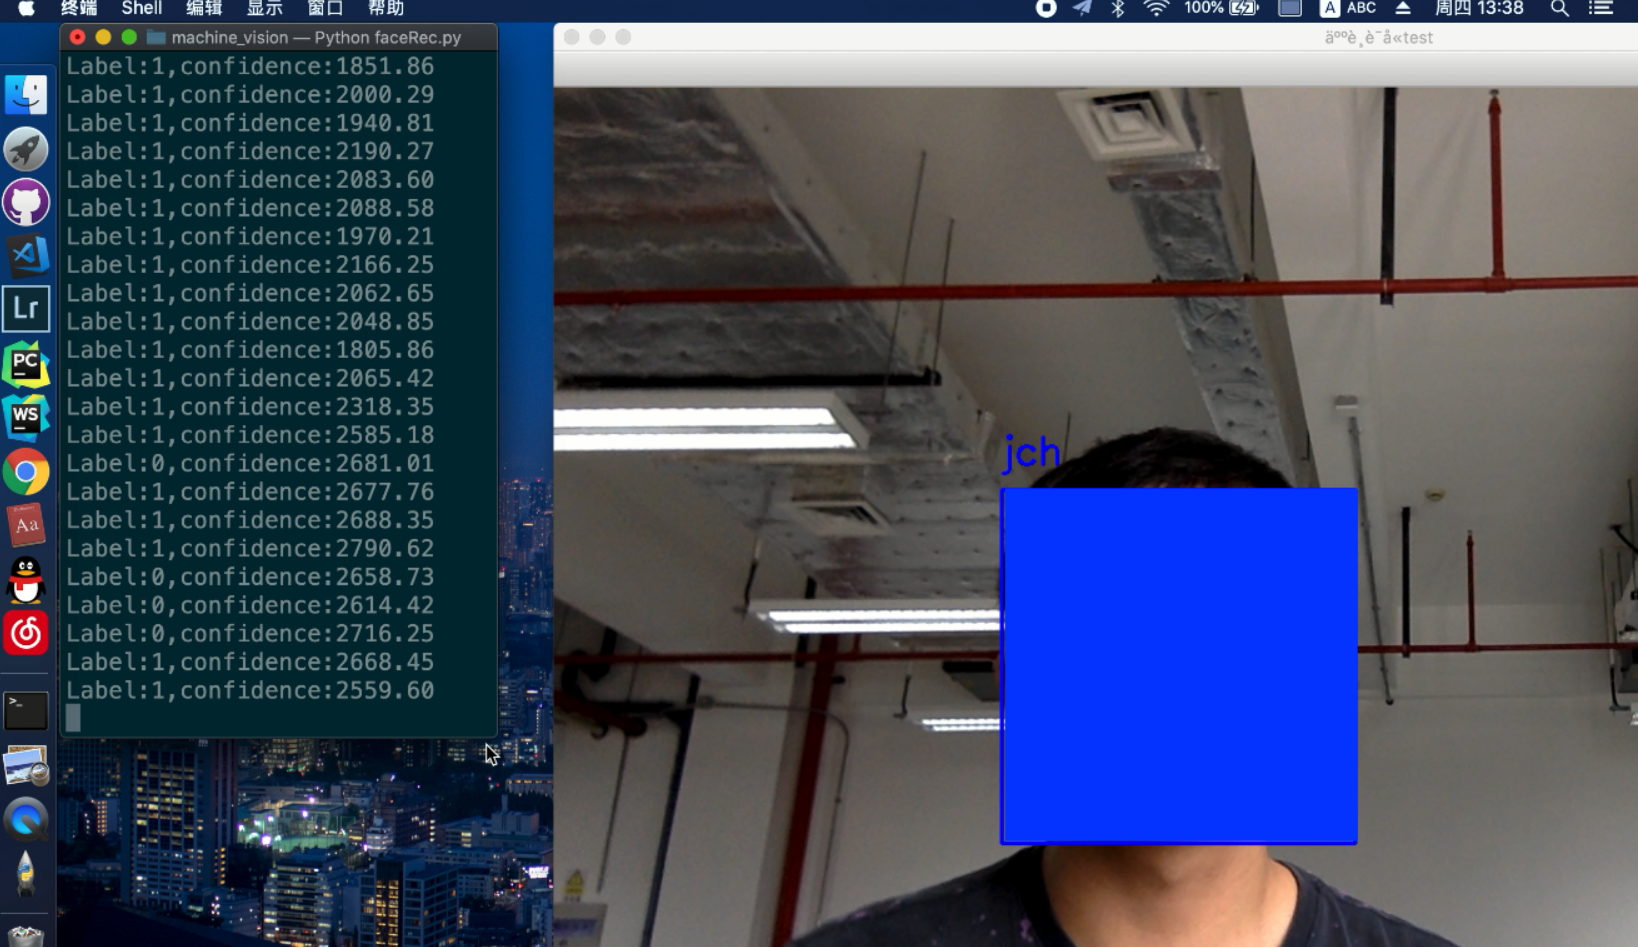 终端 Shell 编辑 显示 窗口 帮助 100% A ABC 周四 13:38
machine_vision — Python faceRec.py
äººè¸è¯å«test
Label:1,confidence:1851.86
Label:1,confidence:2000.29
Label:1,confidence:1940.81
Label:1,confidence:2190.27
Label:1,confidence:2083.60
Label:1,confidence:2088.58
Label:1,confidence:1970.21
Label:1,confidence:2166.25
Label:1,confidence:2062.65
Label:1,confidence:2048.85
Label:1,confidence:1805.86
Label:1,confidence:2065.42
Label:1,confidence:2318.35
Label:1,confidence:2585.18
Label:0,confidence:2681.01
Label:1,confidence:2677.76
Label:1,confidence:2688.35
Label:1,confidence:2790.62
Label:0,confidence:2658.73
Label:0,confidence:2614.42
Label:0,confidence:2716.25
Label:1,confidence:2668.45
Label:1,confidence:2559.60
Lr
PC
WS
Aa
>_
jch